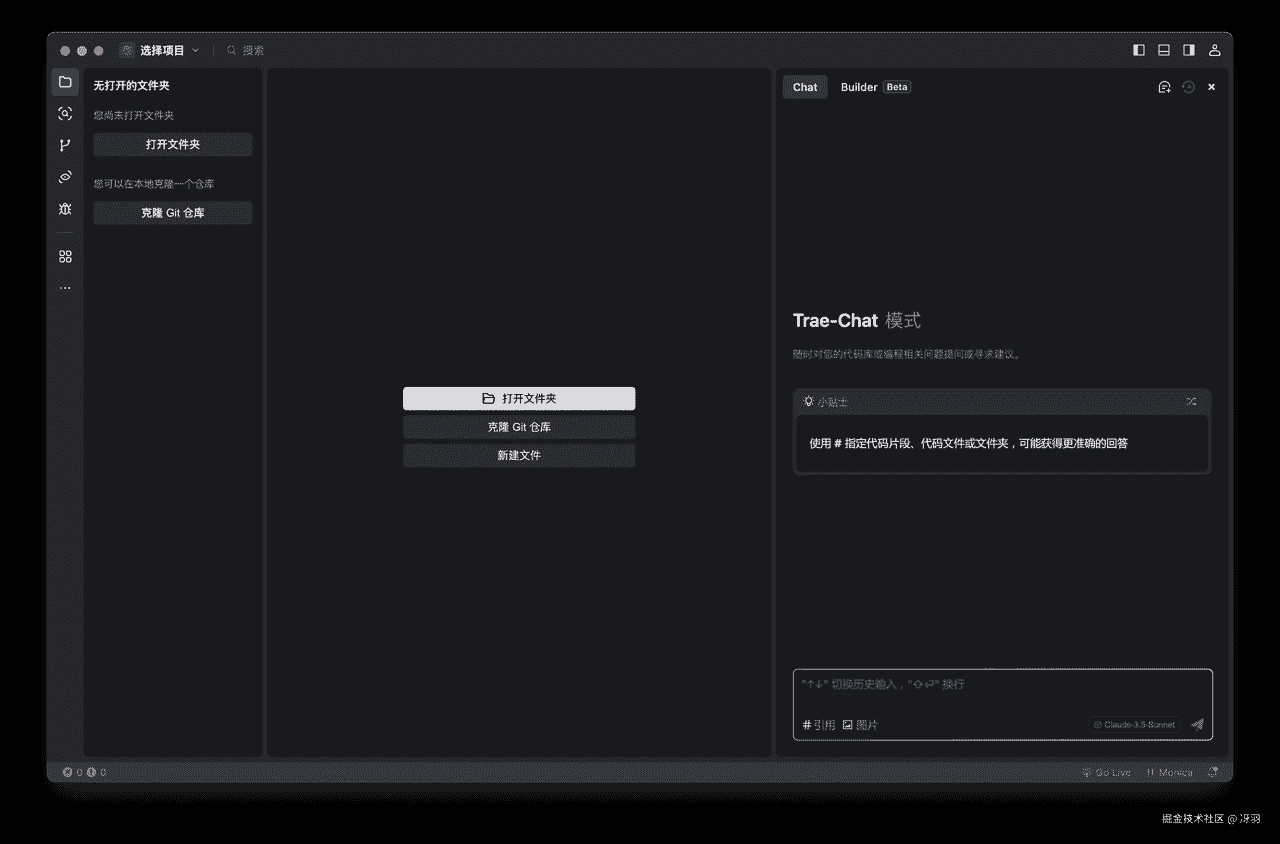 选择项目
搜索
无打开的文件夹
您尚未打开文件夹
打开文件夹
您可以在本地克隆一个仓库
克隆 Git 仓库
打开文件夹
克隆 Git 仓库
新建文件
Chat Builder Beta
Trae-Chat 模式
随时对您的代码库或编程相关问题提问或寻求建议。
小贴士
使用 # 指定代码片段、代码文件或文件夹，可能获得更准确的回答
"↑↓" 切换历史输入，"⇧⏎" 换行
# 引用 图片
Claude-3.5-Sonnet
0 0
Go Live Monica
掘金技术社区 @ 冴羽